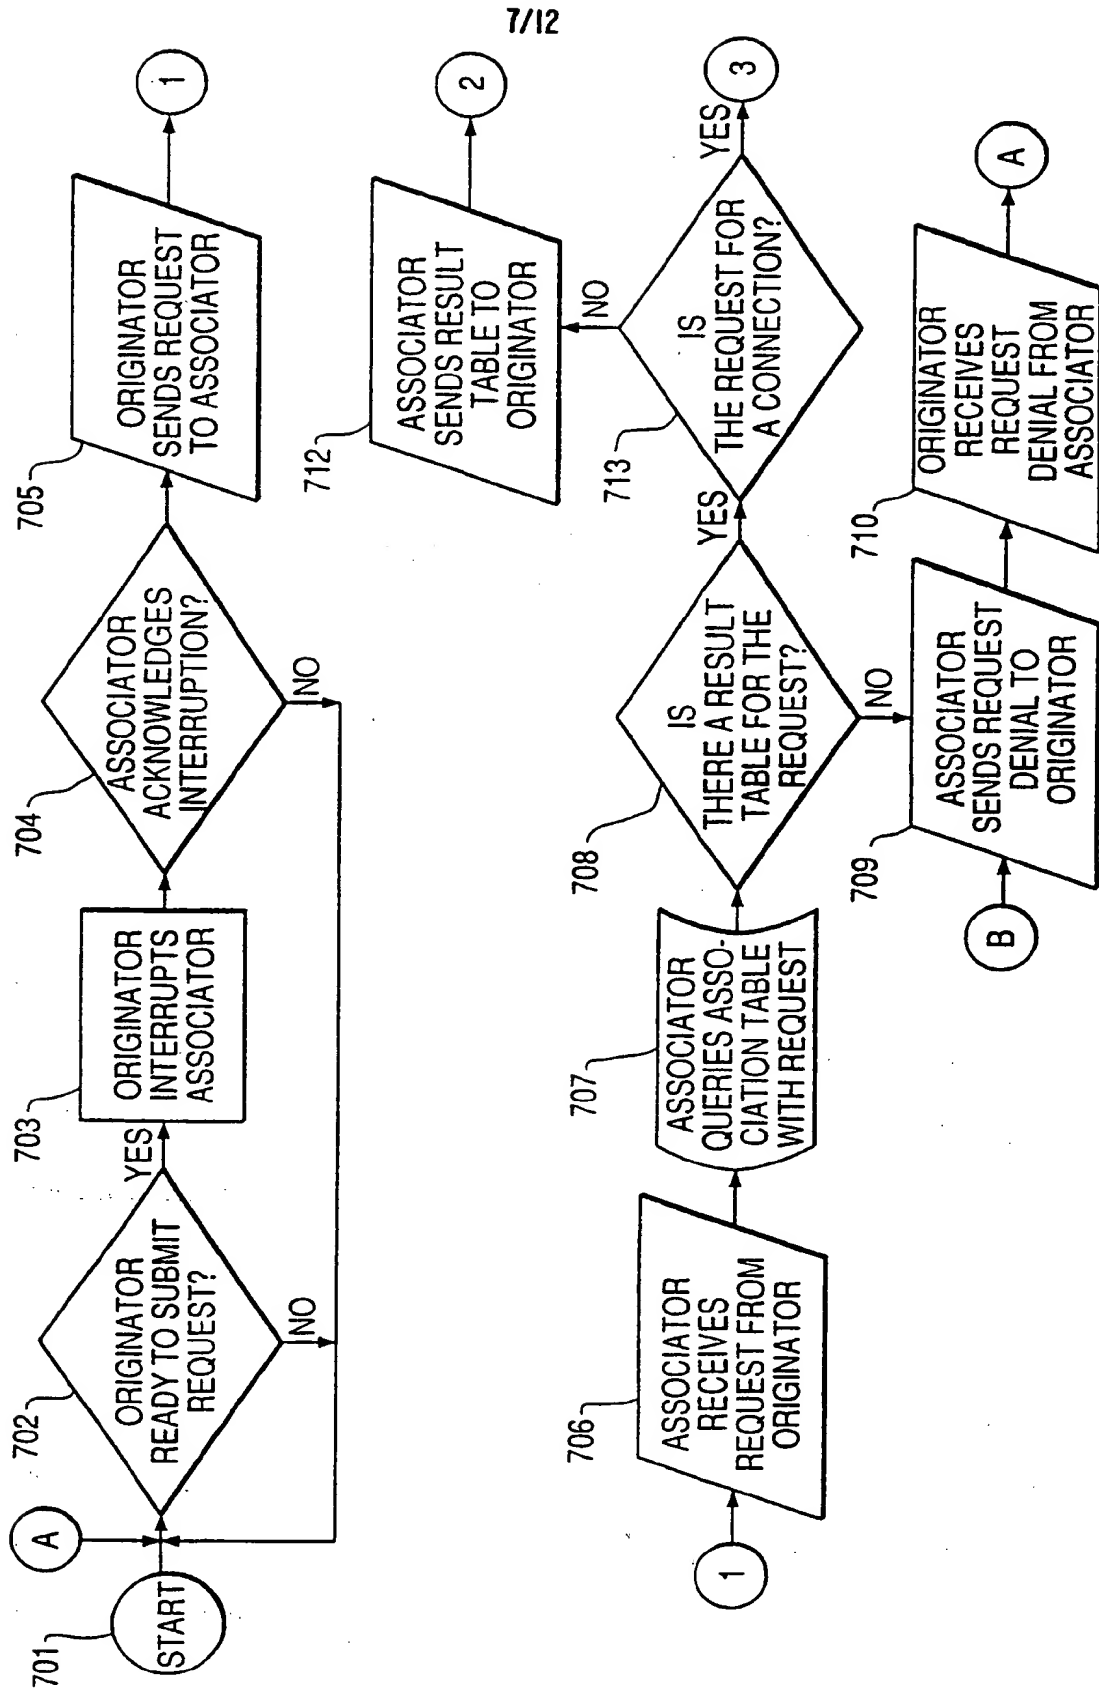 7/12
701
START
A
702
ORIGINATOR
READY TO SUBMIT
REQUEST?
YES
NO
703
ORIGINATOR
INTERRUPTS
ASSOCIATOR
704
ASSOCIATOR
ACKNOWLEDGES
INTERRUPTION?
NO
705
ORIGINATOR
SENDS REQUEST
TO ASSOCIATOR
1
1
706
ASSOCIATOR
RECEIVES
REQUEST FROM
ORIGINATOR
707
ASSOCIATOR
QUERIES ASSO-
CIATION TABLE
WITH REQUEST
708
IS
THERE A RESULT
TABLE FOR THE
REQUEST?
YES
NO
713
IS
THE REQUEST FOR
A CONNECTION?
YES
3
NO
712
ASSOCIATOR
SENDS RESULT
TABLE TO
ORIGINATOR
2
B
709
ASSOCIATOR
SENDS REQUEST
DENIAL TO
ORIGINATOR
710
ORIGINATOR
RECEIVES
REQUEST
DENIAL FROM
ASSOCIATOR
A